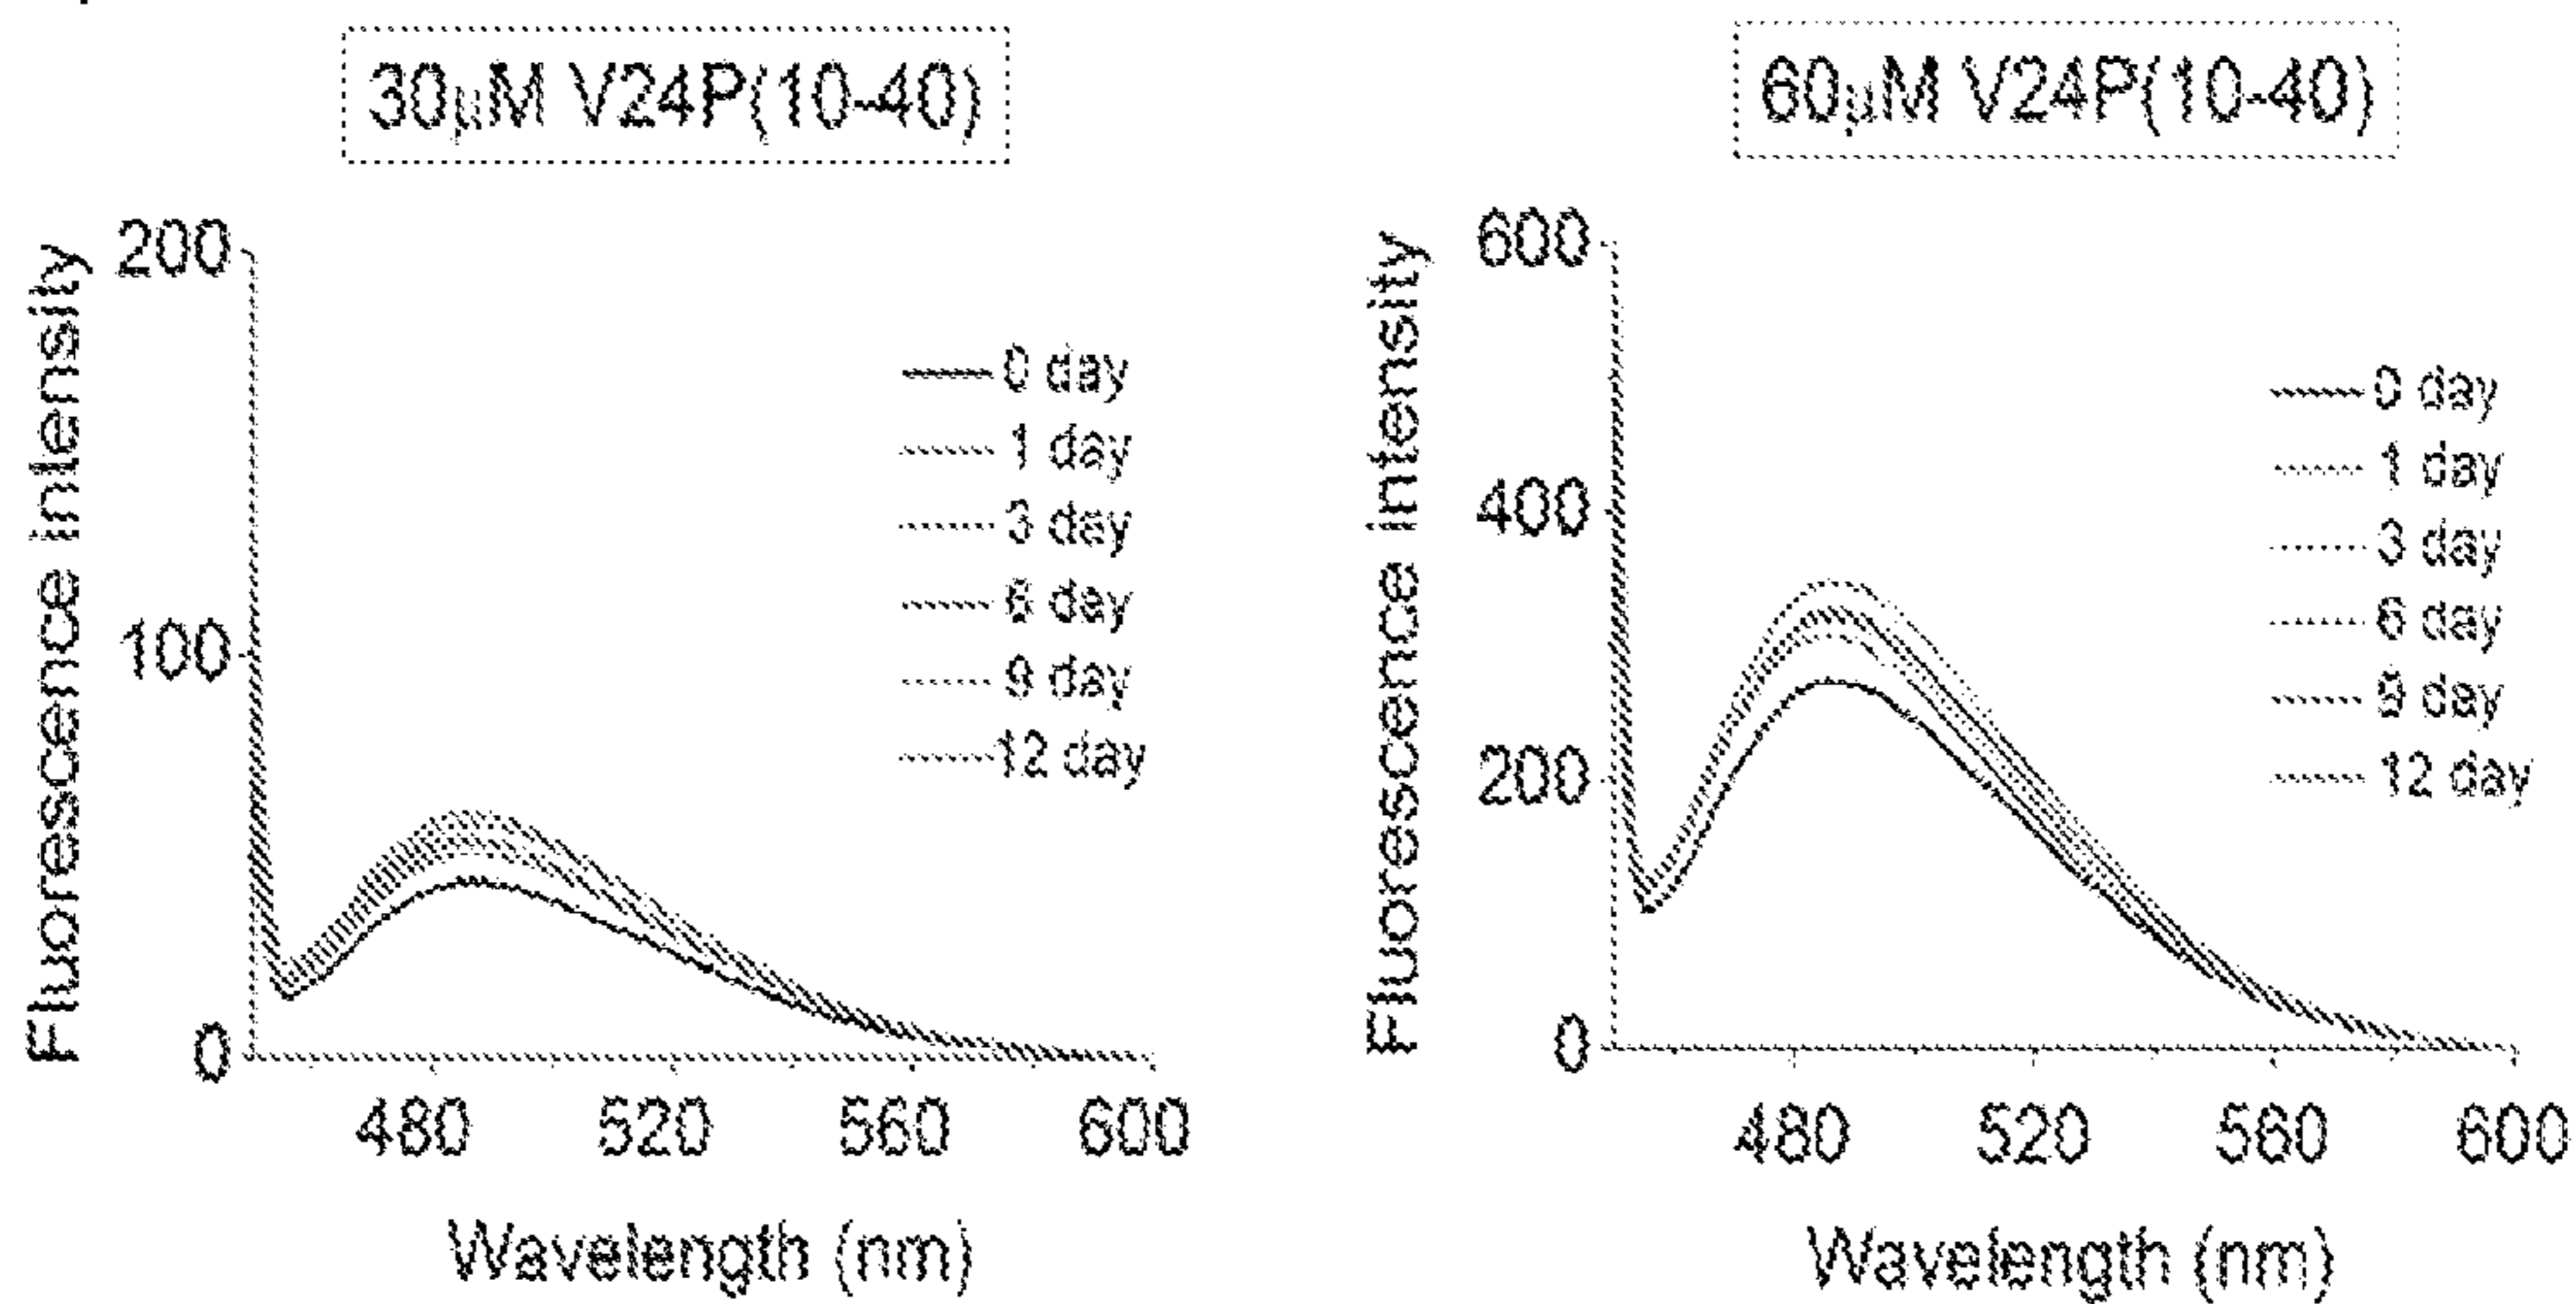 30µM V24P(10-40)
200
100
0
Fluorescence intensity
0 day
1 day
3 day
6 day
9 day
12 day
480 520 560 600
Wavelength (nm)
60µM V24P(10-40)
600
400
200
0
Fluorescence intensity
0 day
1 day
3 day
6 day
9 day
12 day
480 520 560 600
Wavelength (nm)